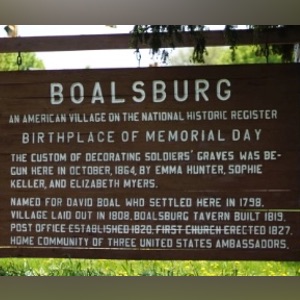 BOALSBURG
AN AMERICAN VILLAGE ON THE NATIONAL HISTORIC REGISTER
BIRTHPLACE OF MEMORIAL DAY
THE CUSTOM OF DECORATING SOLDIERS' GRAVES WAS BE-
GUN HERE IN OCTOBER, 1864, BY EMMA HUNTER, SOPHIE
KELLER, AND ELIZABETH MYERS.
NAMED FOR DAVID BOAL WHO SETTLED HERE IN 1798.
VILLAGE LAID OUT IN 1808. BOALSBURG TAVERN BUILT 1819.
POST OFFICE ESTABLISHED 1820. FIRST CHURCH ERECTED 1827.
HOME COMMUNITY OF THREE UNITED STATES AMBASSADORS.